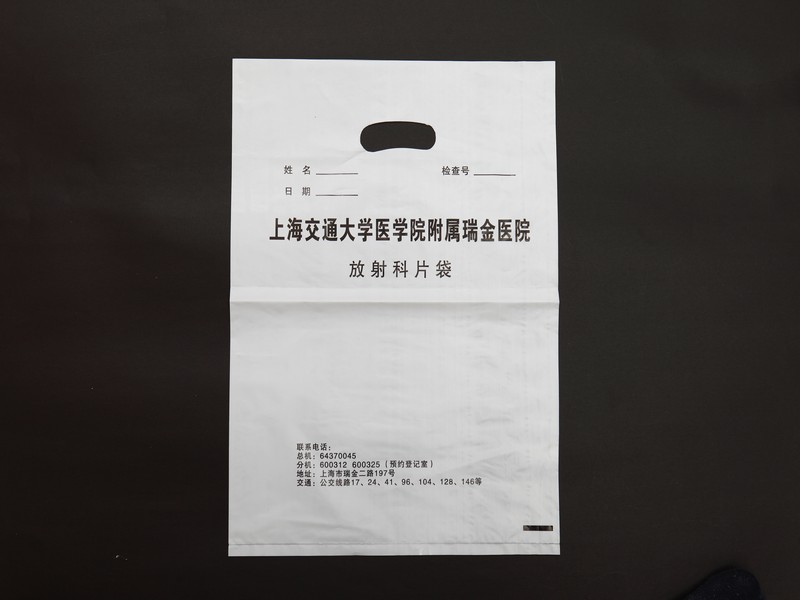 姓 名 ______ 检查号 ______
日 期 ______
上海交通大学医学院附属瑞金医院
放射科片袋
联系电话：
总机：64370045
分机：600312 600325（预约登记室）
地址：上海市瑞金二路197号
交通：公交线路17、24、41、96、104、128、146等